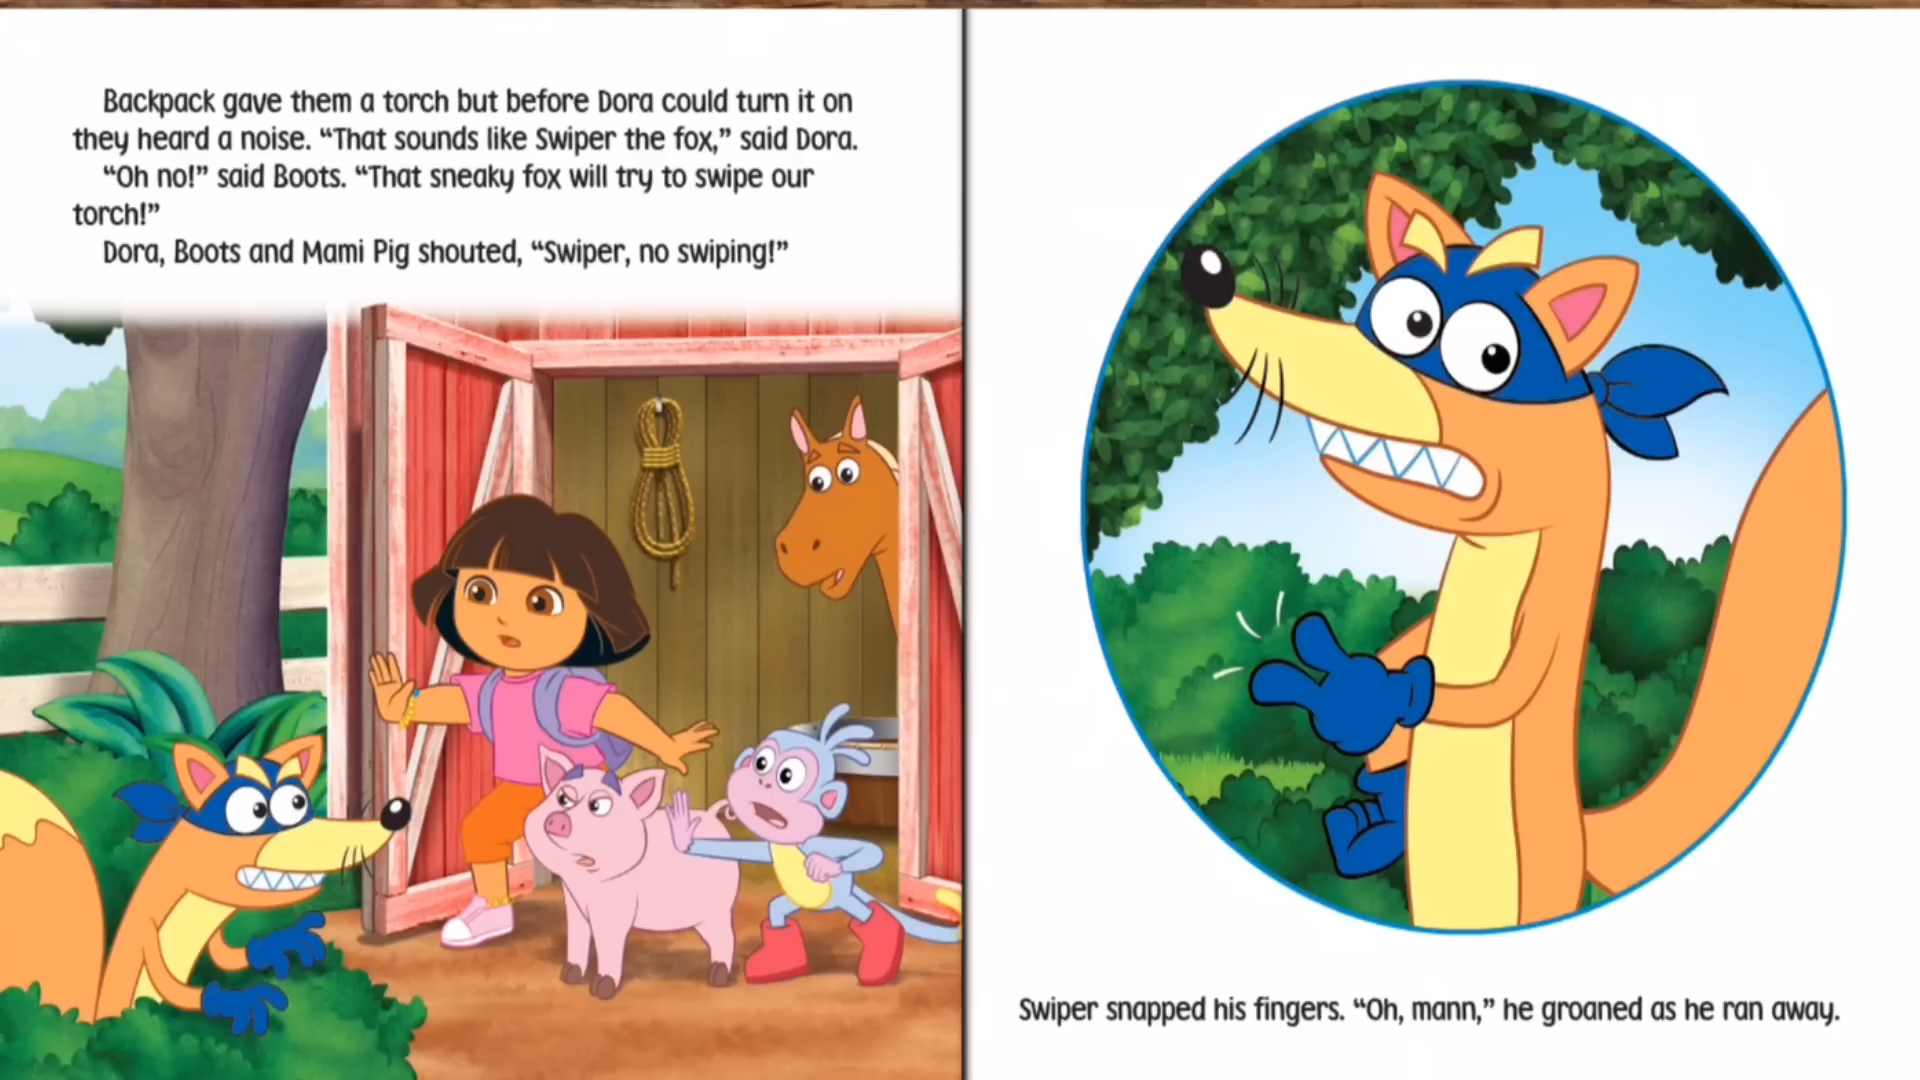 Backpack gave them a torch but before Dora could turn it on
they heard a noise. “That sounds like Swiper the fox,” said Dora.
“Oh no!” said Boots. “That sneaky fox will try to swipe our
torch!”
Dora, Boots and Mami Pig shouted, “Swiper, no swiping!”
Swiper snapped his fingers. “Oh, mann,” he groaned as he ran away.